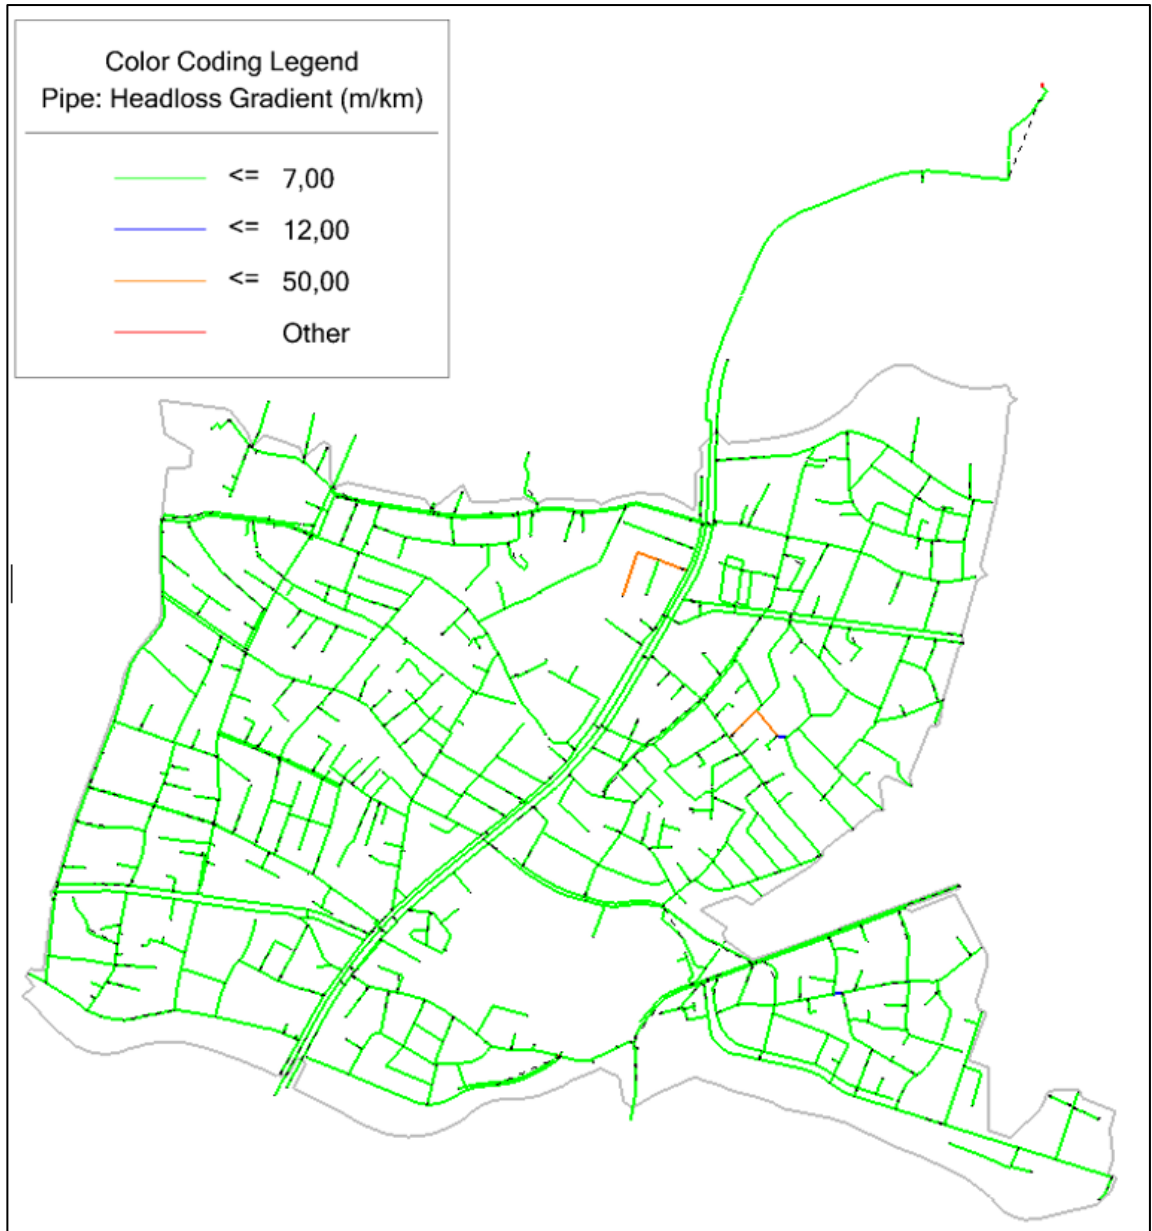 Color Coding Legend
Pipe: Headloss Gradient (m/km)
<= 7,00
<= 12,00
<= 50,00
Other